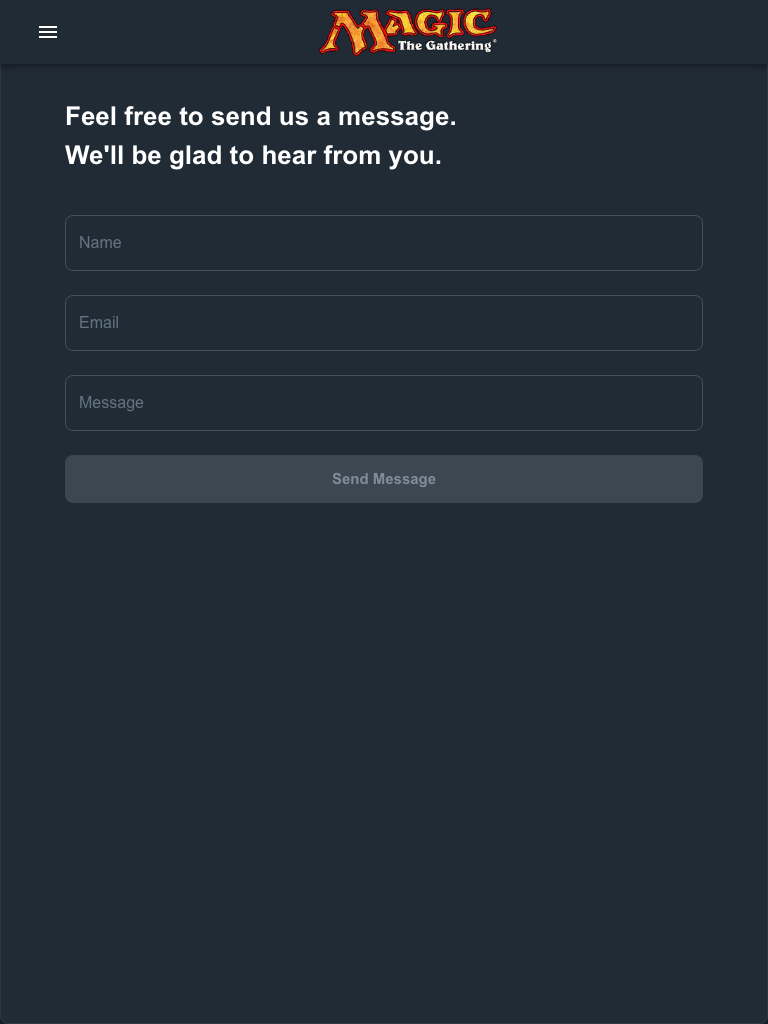 MAGIC
The Gathering®
Feel free to send us a message.
We'll be glad to hear from you.
Name
Email
Message
Send Message